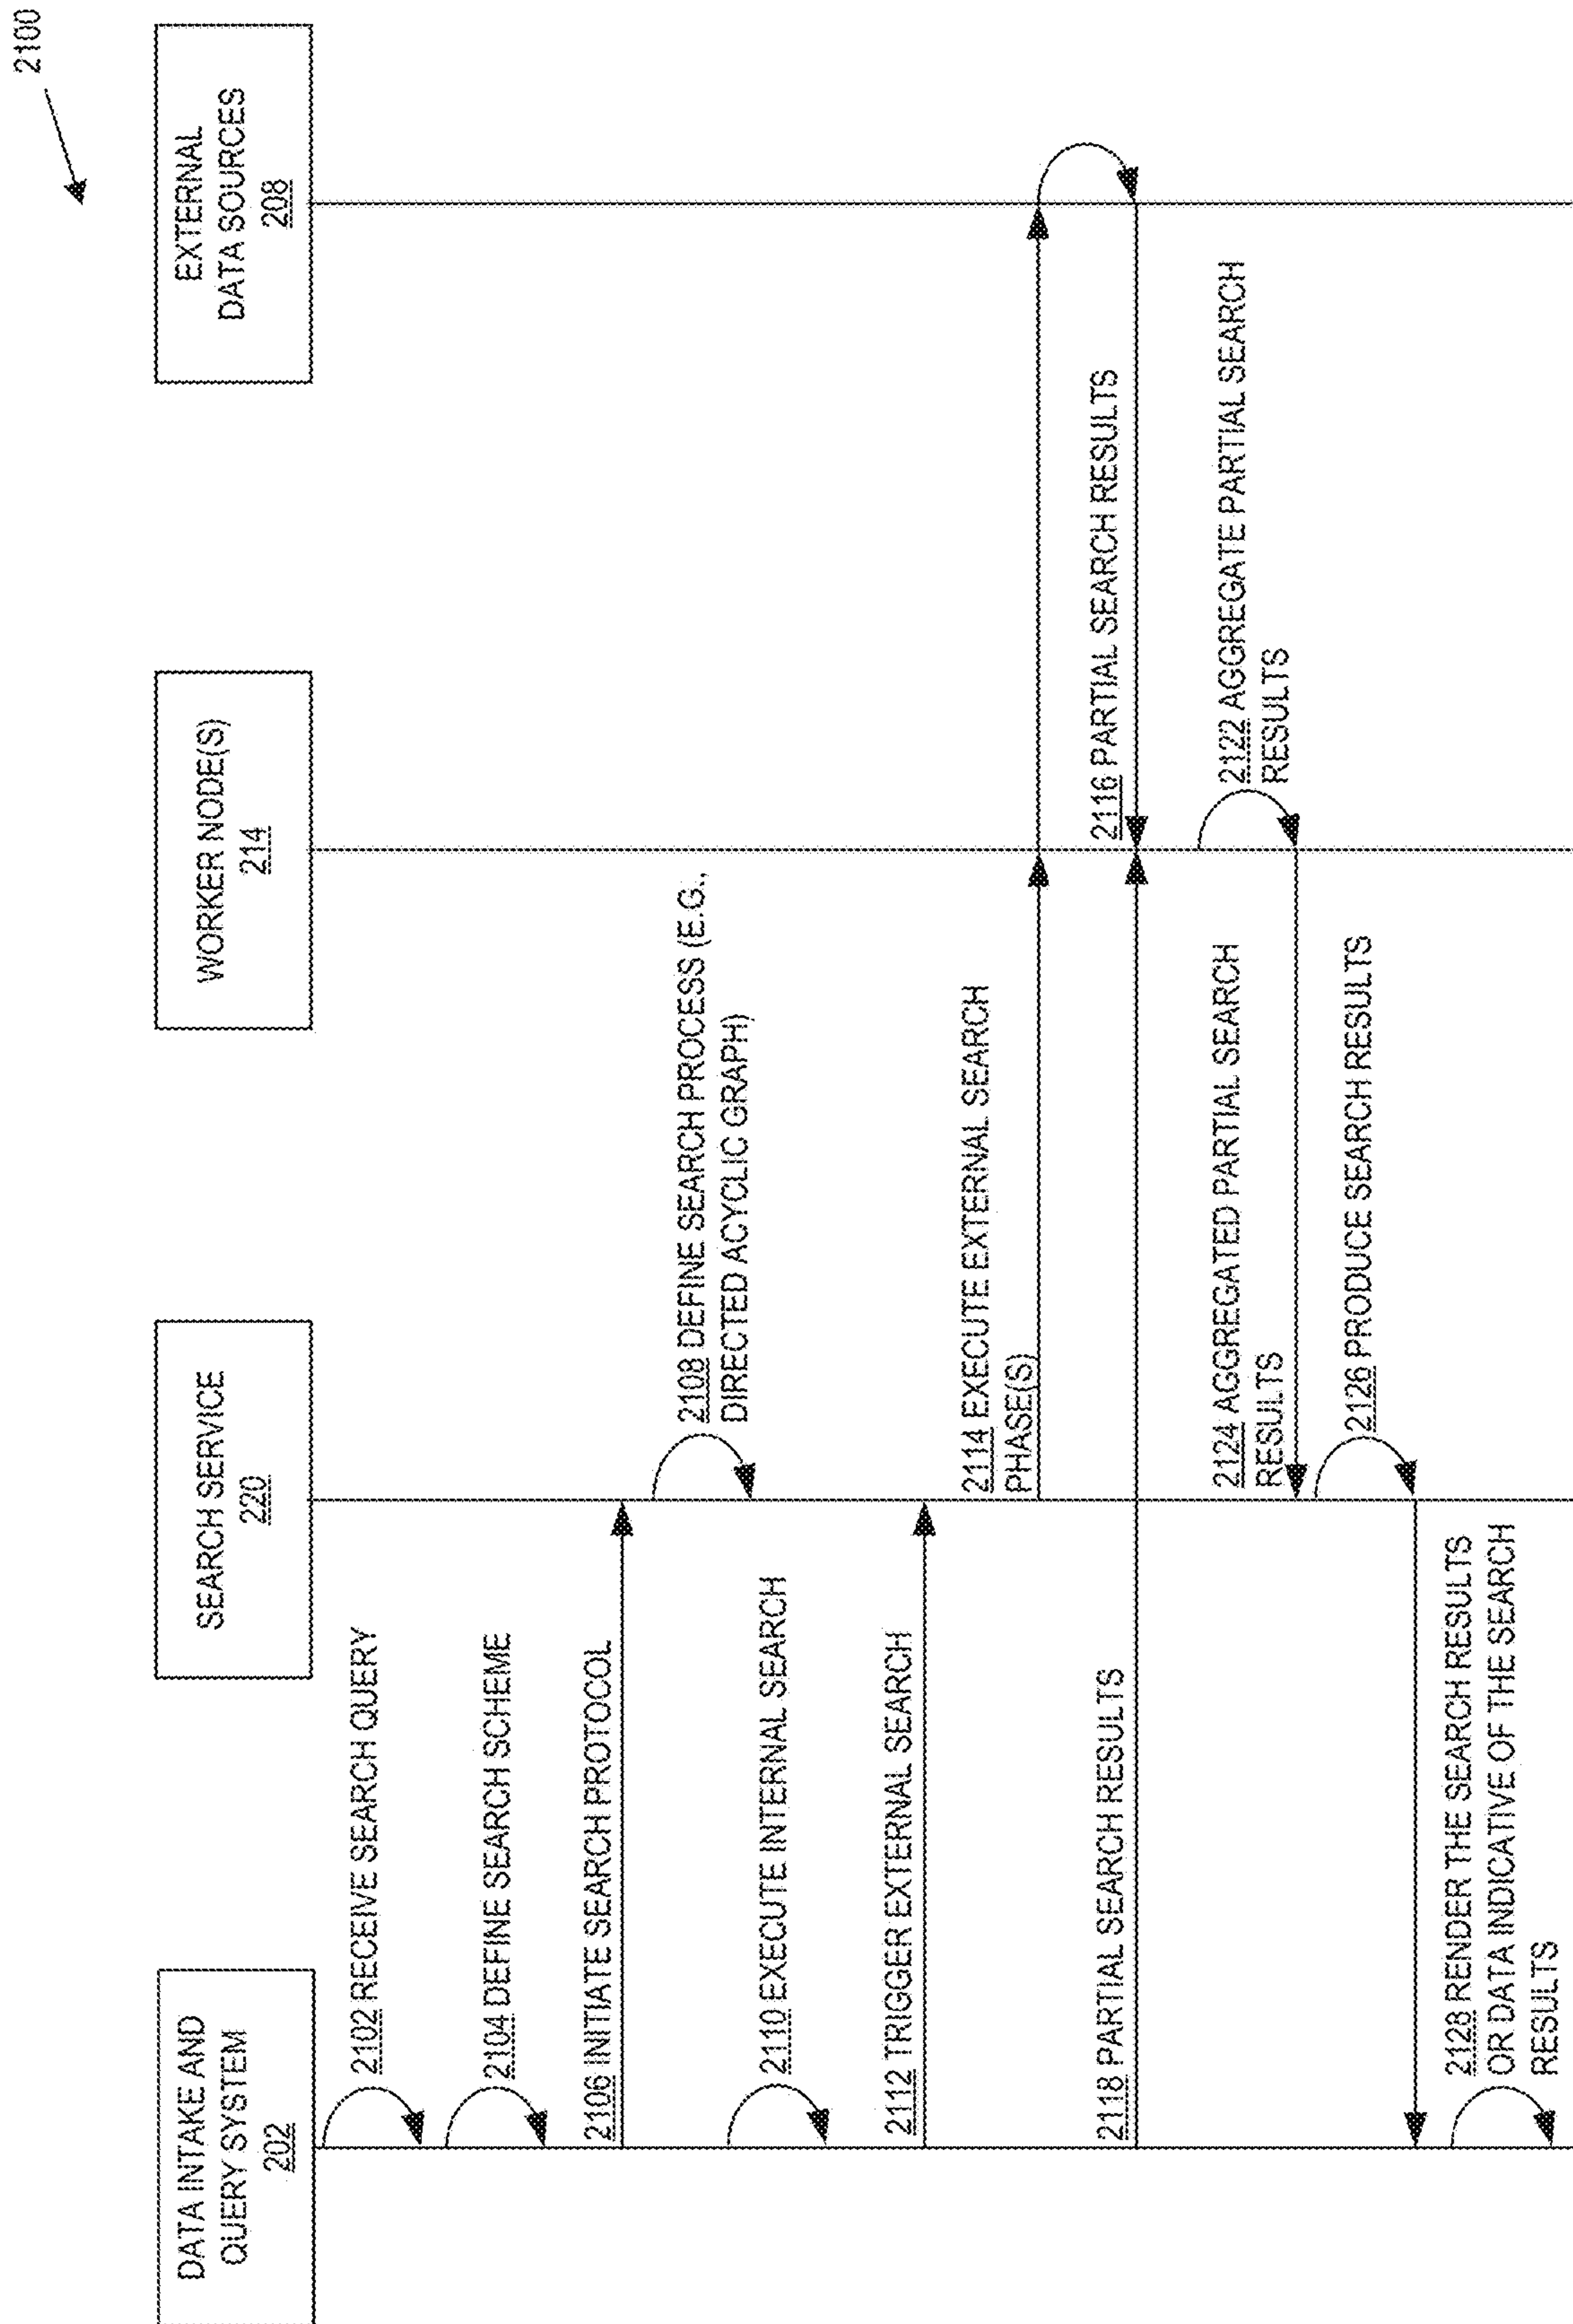 2100
DATA INTAKE AND
QUERY SYSTEM
202
SEARCH SERVICE
220
WORKER NODE(S)
214
EXTERNAL
DATA SOURCES
208
2102 RECEIVE SEARCH QUERY
2104 DEFINE SEARCH SCHEME
2106 INITIATE SEARCH PROTOCOL
2108 DEFINE SEARCH PROCESS (E.G.,
DIRECTED ACYCLIC GRAPH)
2110 EXECUTE INTERNAL SEARCH
2112 TRIGGER EXTERNAL SEARCH
2114 EXECUTE EXTERNAL SEARCH
PHASE(S)
2116 PARTIAL SEARCH RESULTS
2118 PARTIAL SEARCH RESULTS
2122 AGGREGATE PARTIAL SEARCH
RESULTS
2124 AGGREGATED PARTIAL SEARCH
RESULTS
2126 PRODUCE SEARCH RESULTS
2128 RENDER THE SEARCH RESULTS
OR DATA INDICATIVE OF THE SEARCH
RESULTS